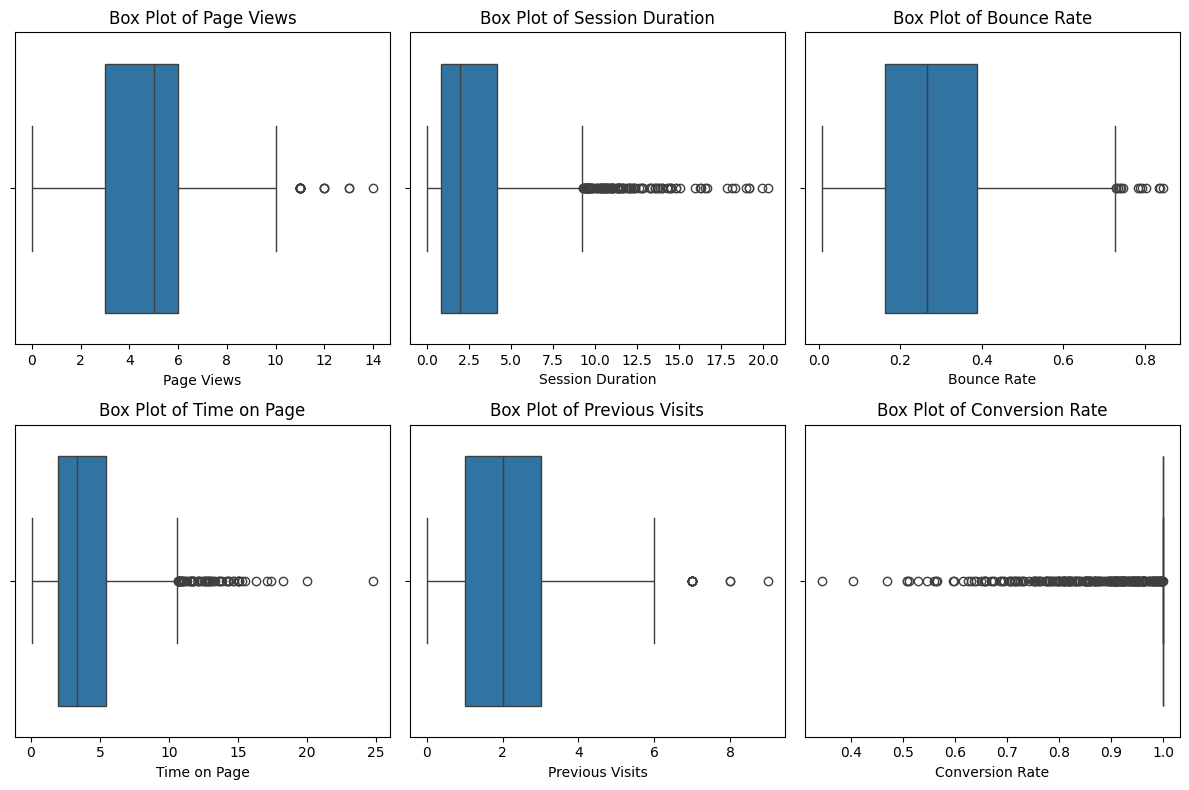 Box Plot of Page Views
0 2 4 6 8 10 12 14
Page Views
Box Plot of Session Duration
0.0 2.5 5.0 7.5 10.0 12.5 15.0 17.5 20.0
Session Duration
Box Plot of Bounce Rate
0.0 0.2 0.4 0.6 0.8
Bounce Rate
Box Plot of Time on Page
0 5 10 15 20 25
Time on Page
Box Plot of Previous Visits
0 2 4 6 8
Previous Visits
Box Plot of Conversion Rate
0.4 0.5 0.6 0.7 0.8 0.9 1.0
Conversion Rate